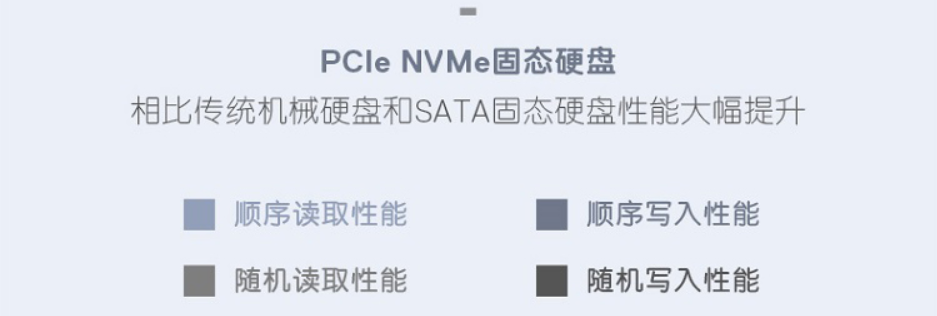 PCIe NVMe固态硬盘
相比传统机械硬盘和SATA固态硬盘性能大幅提升
顺序读取性能
顺序写入性能
随机读取性能
随机写入性能